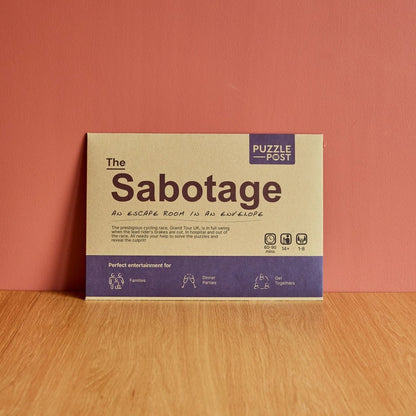 PUZZLE
POST
The
Sabotage
AN ESCAPE ROOM IN AN ENVELOPE
The prestigious cycling race, Grand Tour UK, is in full swing
when the lead rider's brakes are cut. In hospital and out of
the race, Ali needs your help to solve the puzzles and
reveal the culprit!
60-90
mins
14+
1-8
Perfect entertainment for
Families
Dinner
Parties
Get
Togethers